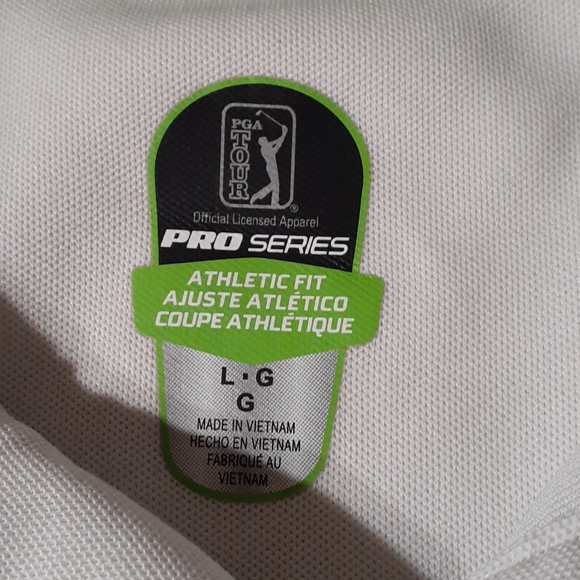 PGA
TOUR
®
Official Licensed Apparel
PRO SERIES
ATHLETIC FIT
AJUSTE ATLÉTICO
COUPE ATHLÉTIQUE
L · G
G
MADE IN VIETNAM
HECHO EN VIETNAM
FABRIQUÉ AU
VIETNAM